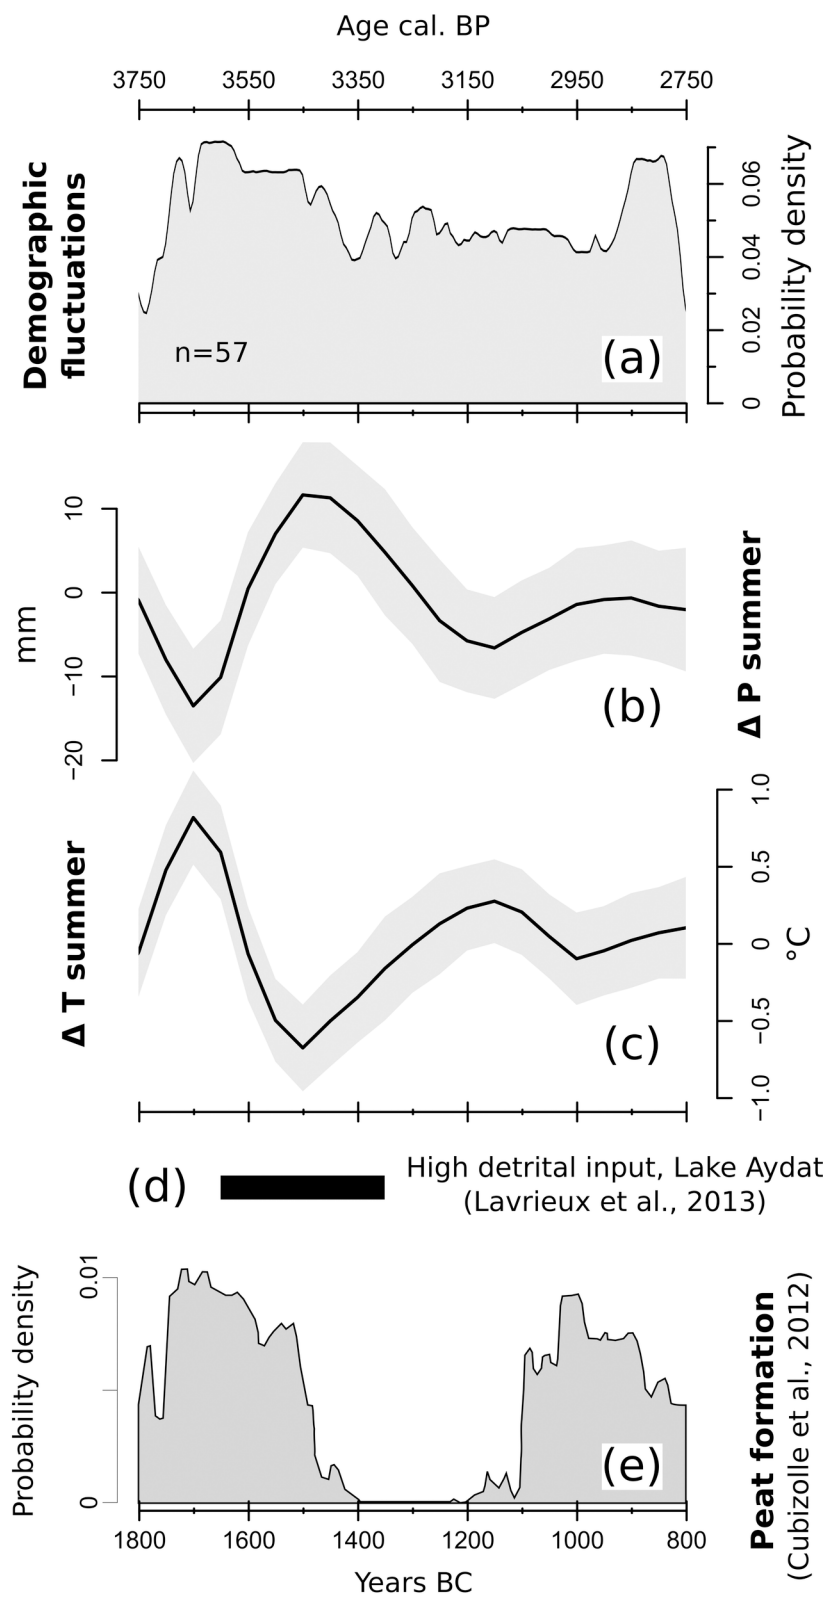 Age cal. BP
3750 3550 3350 3150 2950 2750
Demographic
fluctuations
n=57
(a)
0.06
0.04
0.02
0
Probability density
10
0
−10
−20
mm
(b)
Δ P summer
Δ T summer
(c)
1.0
0.5
0
−0.5
−1.0
°C
(d)
High detrital input, Lake Aydat
(Lavrieux et al., 2013)
Probability density
0.01
0
(e)
Peat formation
(Cubizolle et al., 2012)
1800 1600 1400 1200 1000 800
Years BC